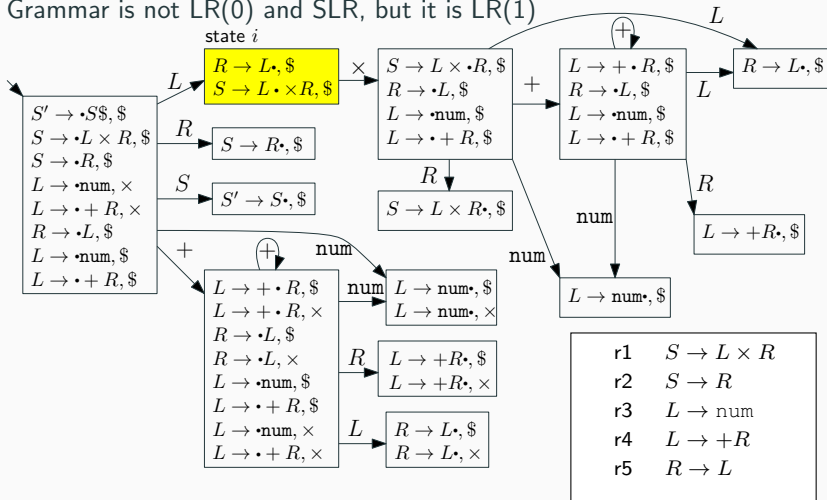 Grammar is not LR(0) and SLR, but it is LR(1)
state i
R → L•, $
S → L • ×R, $
×
S → L × •R, $
R → •L, $
L → •num, $
L → • + R, $
+
+
L → + • R, $
R → •L, $
L → •num, $
L → • + R, $
L
L
R → L•, $
S′ → •S$, $
S → •L × R, $
S → •R, $
L → •num, ×
L → • + R, ×
R → •L, $
L → •num, $
L → • + R, $
L
R
S → R•, $
S
S′ → S•, $
R
S → L × R•, $
num
num
L → num•, $
R
L → +R•, $
+
+
L → + • R, $
L → + • R, ×
R → •L, $
R → •L, ×
L → •num, $
L → • + R, $
L → •num, ×
L → • + R, ×
num
num
L → num•, $
L → num•, ×
R
L → +R•, $
L → +R•, ×
L
R → L•, $
R → L•, ×
r1 S → L × R
r2 S → R
r3 L → num
r4 L → +R
r5 R → L